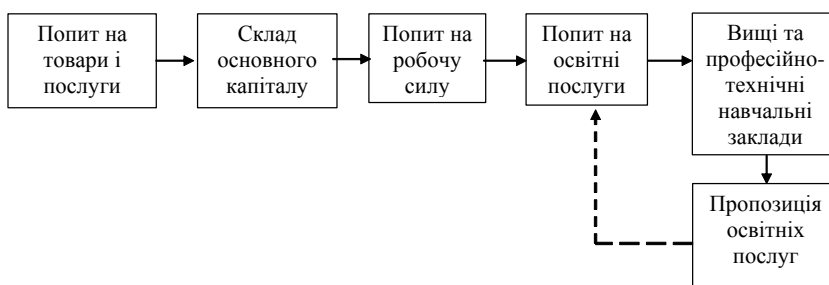 Попит на
товари і
послуги
Склад
основного
капіталу
Попит на
робочу
силу
Попит на
освітні
послуги
Вищі та
професійно-
технічні
навчальні
заклади
Пропозиція
освітніх
послуг